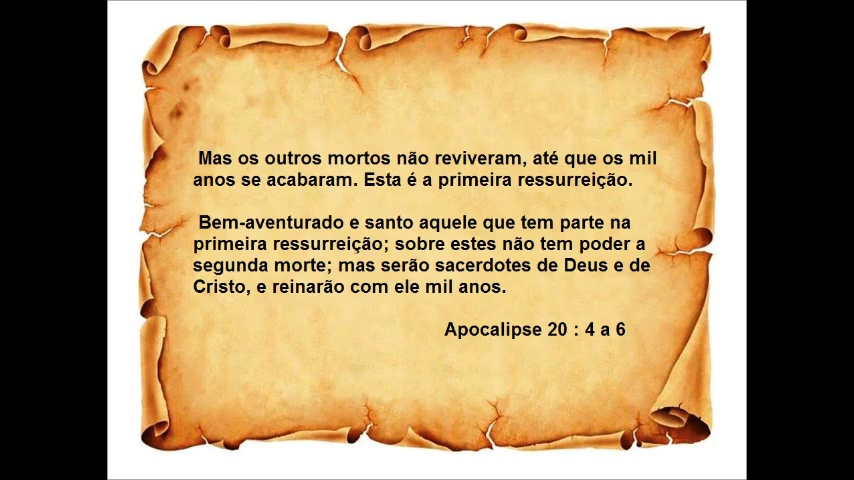 Mas os outros mortos não reviveram, até que os mil
anos se acabaram. Esta é a primeira ressurreição.
Bem-aventurado e santo aquele que tem parte na
primeira ressurreição; sobre estes não tem poder a
segunda morte; mas serão sacerdotes de Deus e de
Cristo, e reinarão com ele mil anos.
Apocalipse 20 : 4 a 6